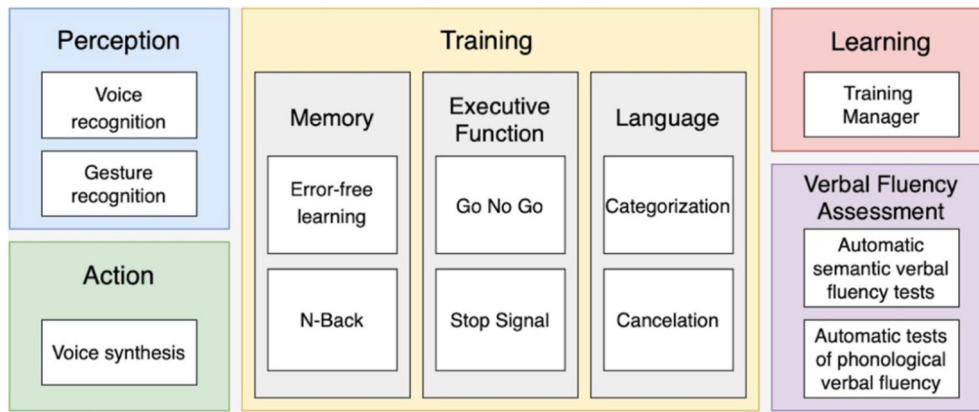 Perception
Voice
recognition
Gesture
recognition
Action
Voice synthesis
Training
Memory
Error-free
learning
N-Back
Executive
Function
Go No Go
Stop Signal
Language
Categorization
Cancelation
Learning
Training
Manager
Verbal Fluency
Assessment
Automatic
semantic verbal
fluency tests
Automatic tests
of phonological
verbal fluency